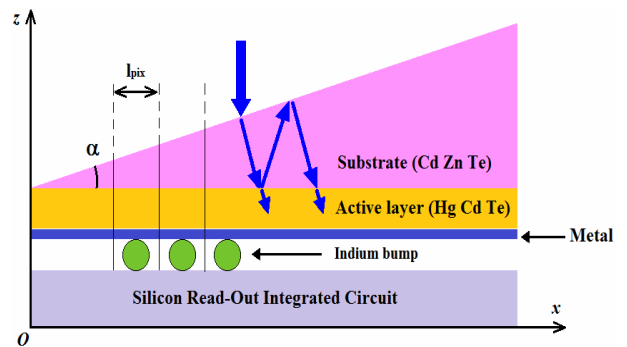 z
lpix
α
Substrate (Cd Zn Te)
Active layer (Hg Cd Te)
Metal
Indium bump
Silicon Read-Out Integrated Circuit
O
x